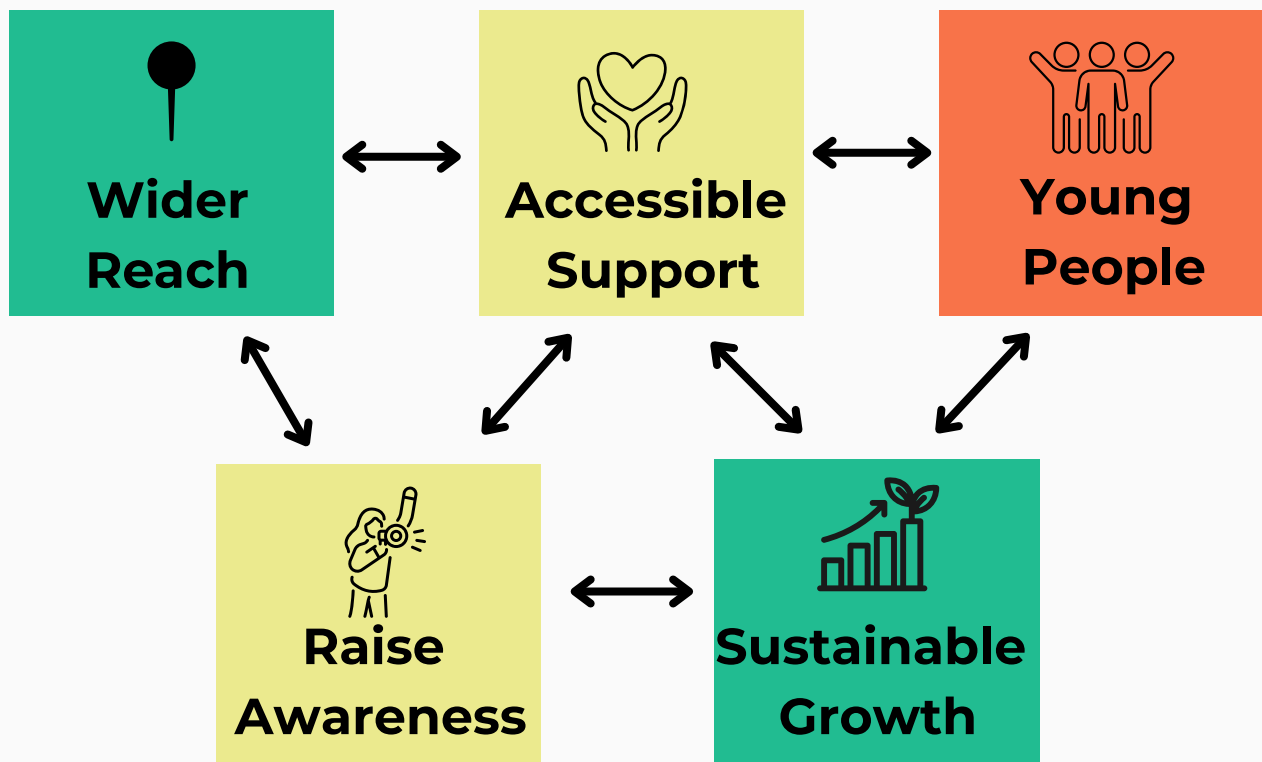 Wider
Reach
Accessible
Support
Young
People
Raise
Awareness
Sustainable
Growth